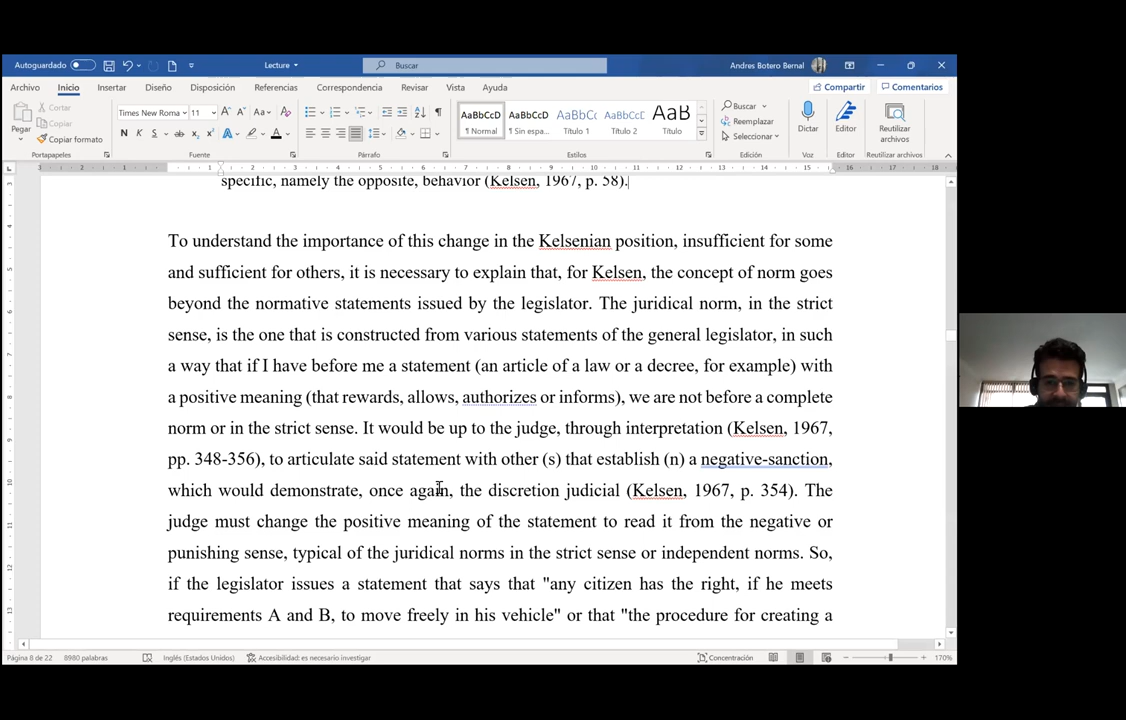 Autoguardado
Lecture
Buscar
Andres Botero Bernal
Archivo Inicio Insertar Diseño Disposición Referencias Correspondencia Revisar Vista Ayuda
Compartir Comentarios
Pegar
Cortar
Copiar
Copiar formato
Portapapeles
Times New Roma 11
N K S ab x₂ x²
Fuente
Párrafo
AaBbCcDc AaBbCcDc AaBbCc AaBbCcD AaB
¶ Normal ¶ Sin espa... Título 1 Título 2 Título
Estilos
Buscar
Reemplazar
Seleccionar
Edición
Dictar
Voz
Editor
Editor
Reutilizar archivos
Reutilizar archivos
specific, namely the opposite, behavior (Kelsen, 1967, p. 58).
To understand the importance of this change in the Kelsenian position, insufficient for some
and sufficient for others, it is necessary to explain that, for Kelsen, the concept of norm goes
beyond the normative statements issued by the legislator. The juridical norm, in the strict
sense, is the one that is constructed from various statements of the general legislator, in such
a way that if I have before me a statement (an article of a law or a decree, for example) with
a positive meaning (that rewards, allows, authorizes or informs), we are not before a complete
norm or in the strict sense. It would be up to the judge, through interpretation (Kelsen, 1967,
pp. 348-356), to articulate said statement with other (s) that establish (n) a negative-sanction,
which would demonstrate, once again, the discretion judicial (Kelsen, 1967, p. 354). The
judge must change the positive meaning of the statement to read it from the negative or
punishing sense, typical of the juridical norms in the strict sense or independent norms. So,
if the legislator issues a statement that says that "any citizen has the right, if he meets
requirements A and B, to move freely in his vehicle" or that "the procedure for creating a
Página 8 de 22 8980 palabras Inglés (Estados Unidos) Accesibilidad: es necesario investigar
Concentración 170%